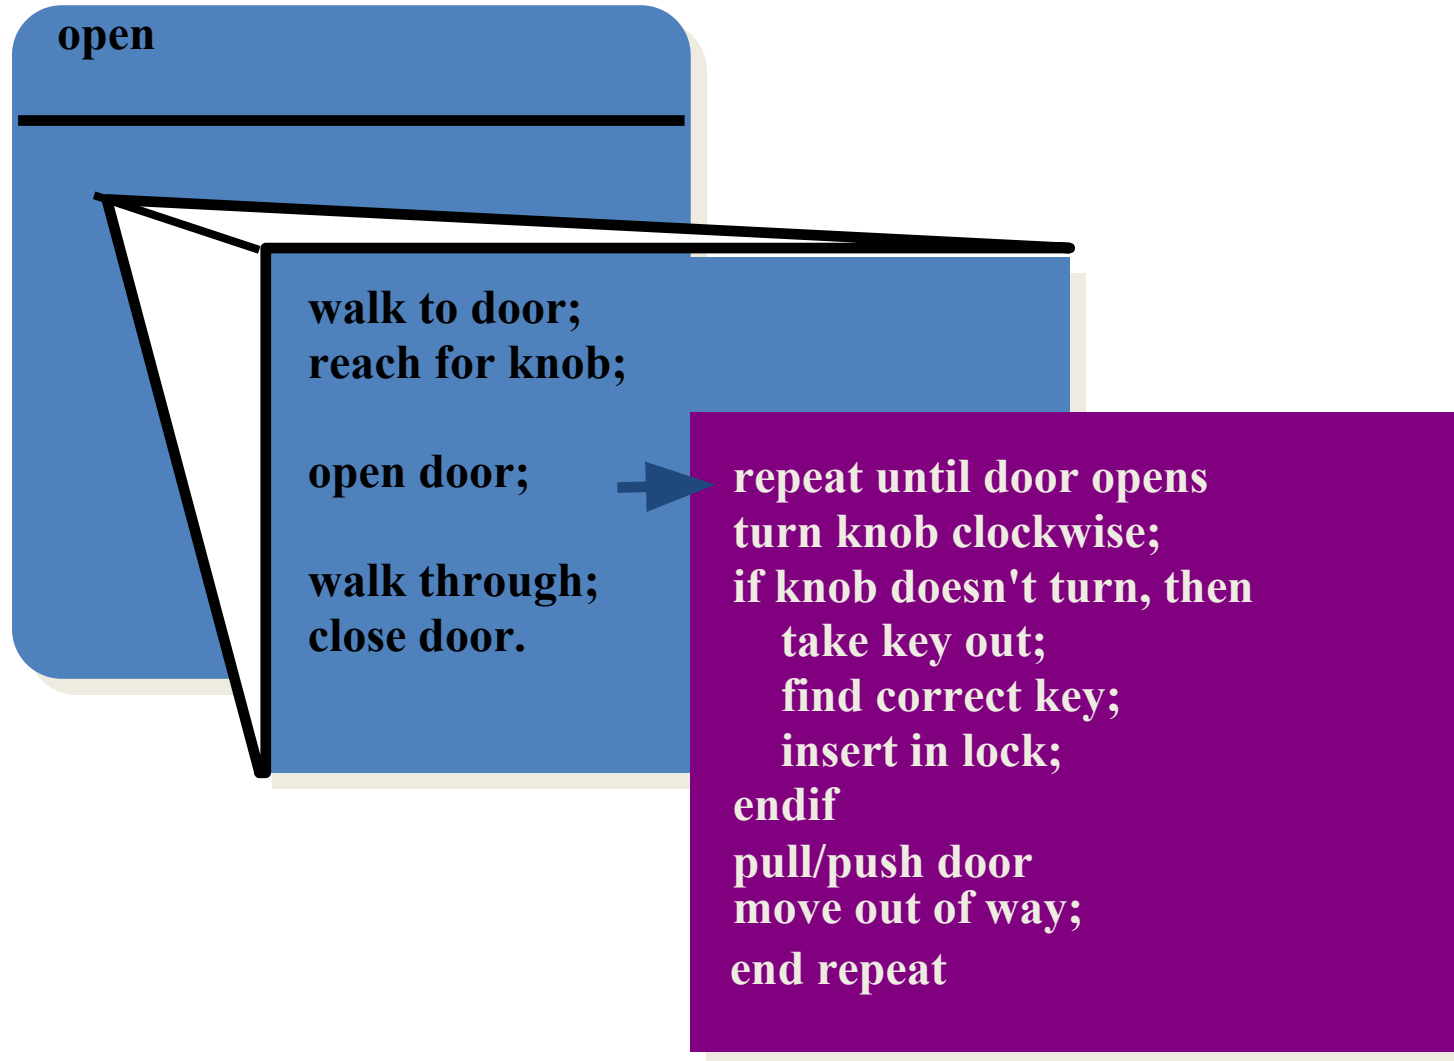 open
walk to door;
reach for knob;
open door;
walk through;
close door.
repeat until door opens
turn knob clockwise;
if knob doesn't turn, then
take key out;
find correct key;
insert in lock;
endif
pull/push door
move out of way;
end repeat